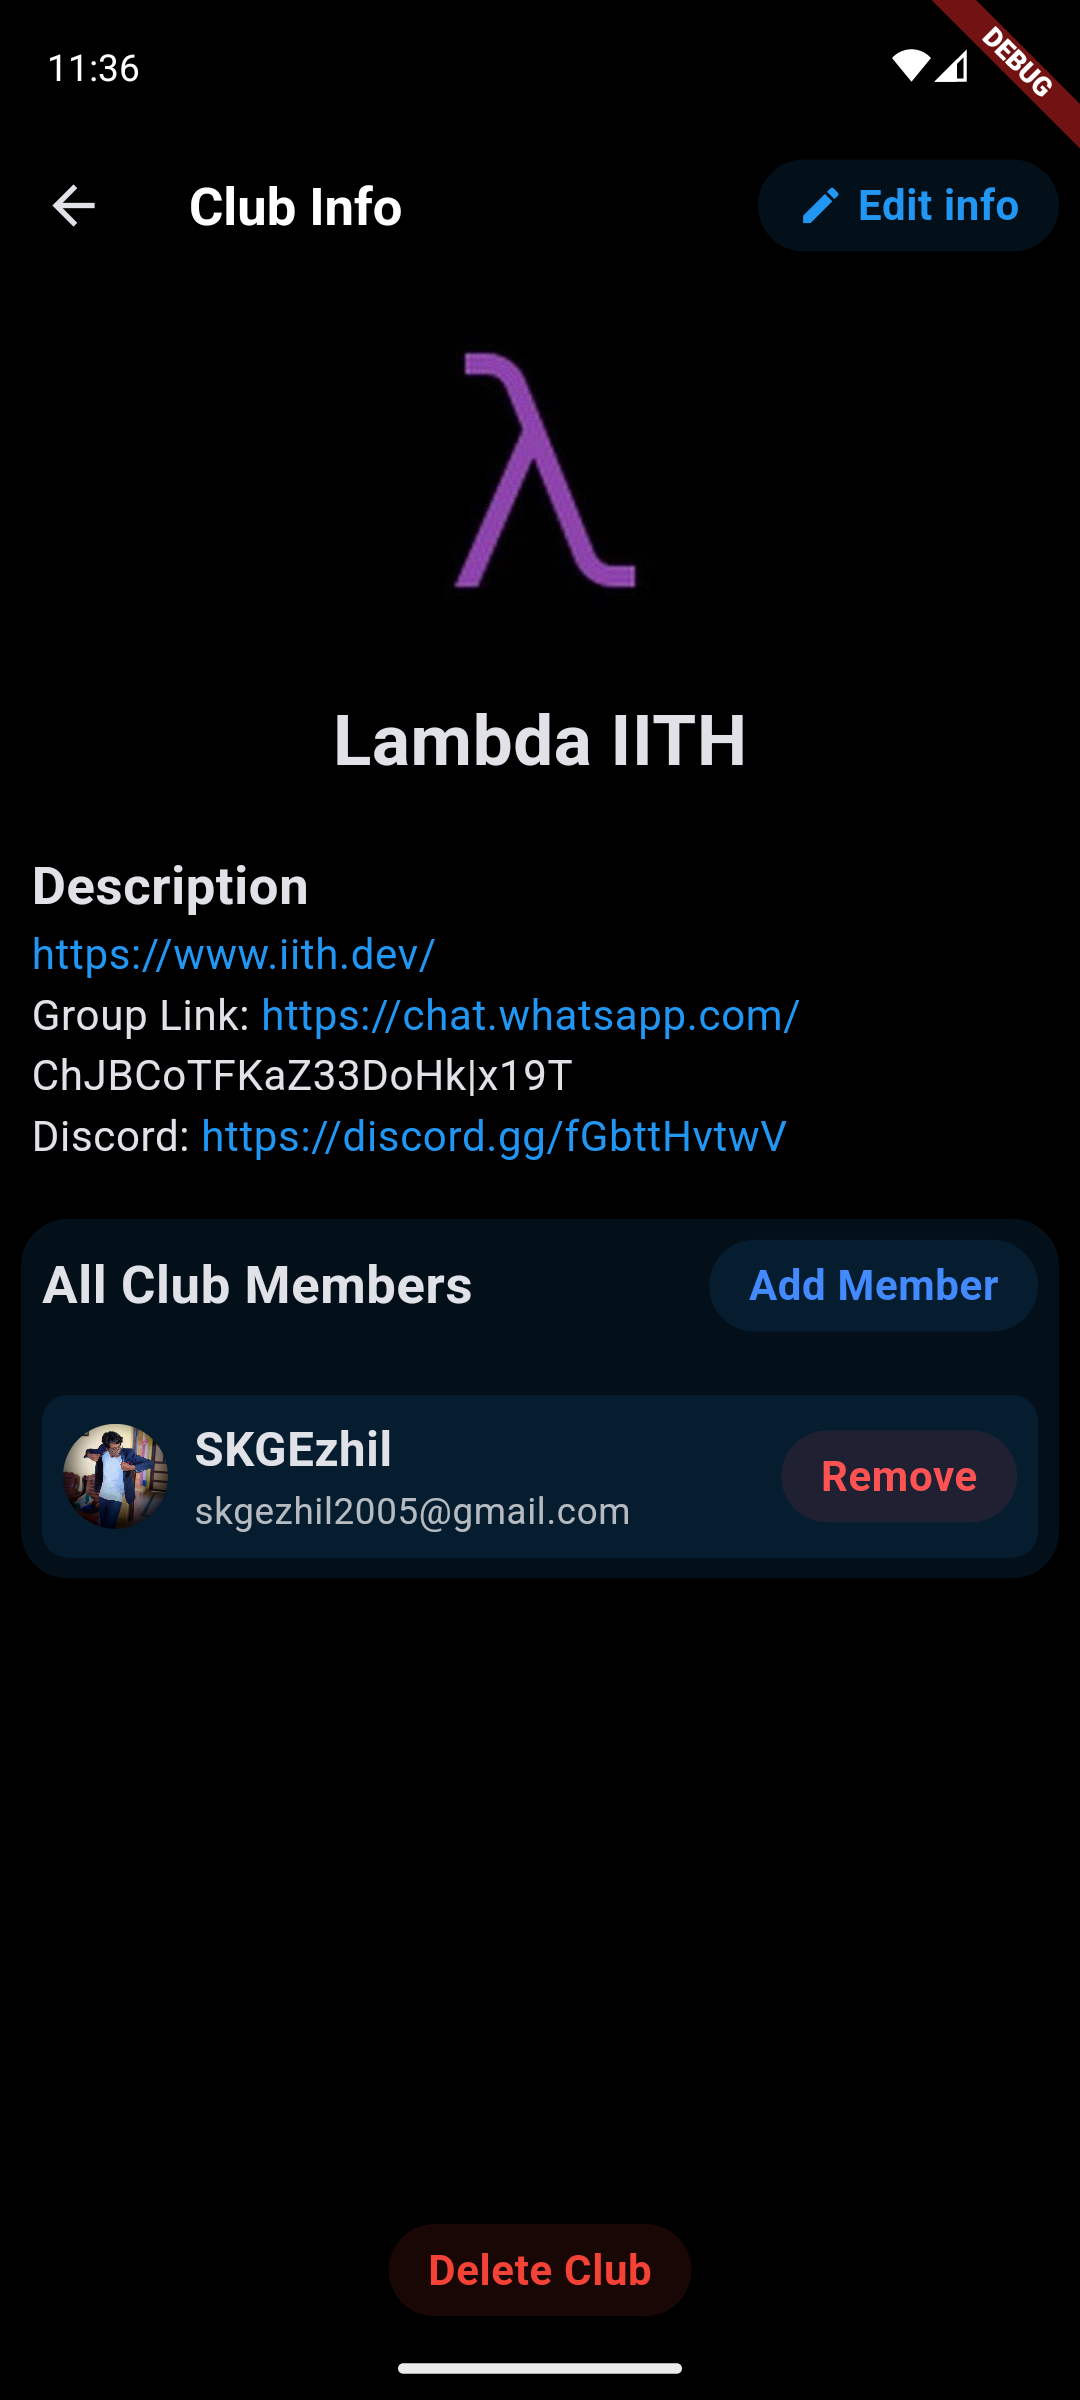 11:36
DEBUG
Club Info
Edit info
λ
Lambda IITH
Description
https://www.iith.dev/
Group Link: https://chat.whatsapp.com/
ChJBCoTFKaZ33DoHk|x19T
Discord: https://discord.gg/fGbttHvtwV
All Club Members
Add Member
SKGEzhil
skgezhil2005@gmail.com
Remove
Delete Club